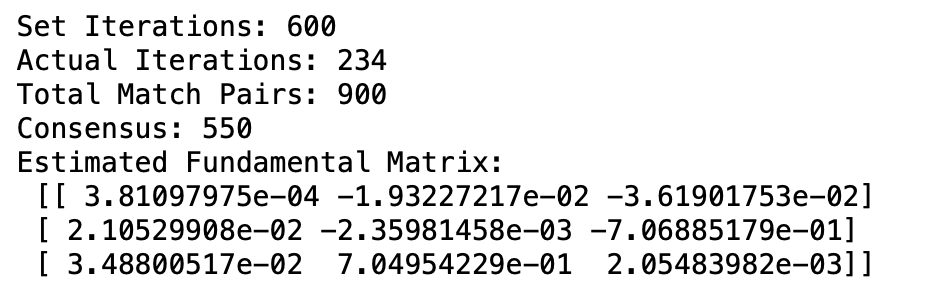 Set Iterations: 600
Actual Iterations: 234
Total Match Pairs: 900
Consensus: 550
Estimated Fundamental Matrix:
[[ 3.81097975e-04 -1.93227217e-02 -3.61901753e-02]
[ 2.10529908e-02 -2.35981458e-03 -7.06885179e-01]
[ 3.48800517e-02  7.04954229e-01  2.05483982e-03]]